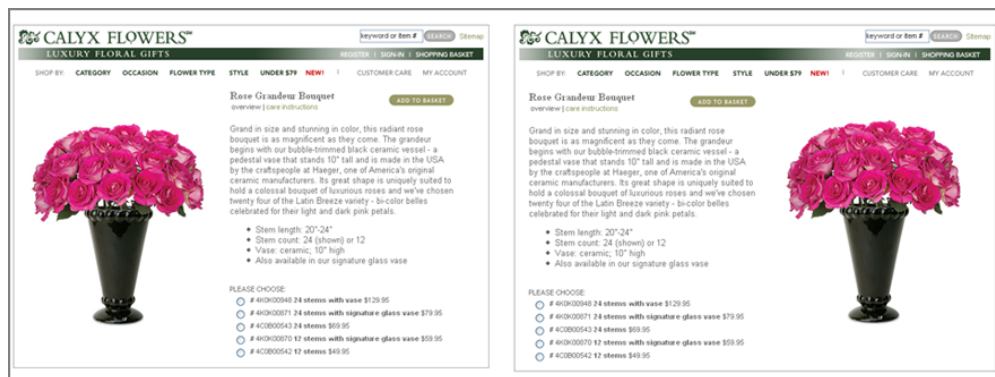 CALYX FLOWERS℠
keyword or item # SEARCH Sitemap
LUXURY FLORAL GIFTS
REGISTER | SIGN-IN | SHOPPING BASKET
SHOP BY: CATEGORY OCCASION FLOWER TYPE STYLE UNDER $79 NEW! | CUSTOMER CARE MY ACCOUNT
Rose Grandeur Bouquet
ADD TO BASKET
overview | care instructions
Grand in size and stunning in color, this radiant rose
bouquet is as magnificent as they come. The grandeur
begins with our bubble-trimmed black ceramic vessel - a
pedestal vase that stands 10" tall and is made in the USA
by the craftspeople at Haeger, one of America's original
ceramic manufacturers. Its great shape is uniquely suited to
hold a colossal bouquet of luxurious roses and we've chosen
twenty four of the Latin Breeze variety - bi-color belles
celebrated for their light and dark pink petals.
• Stem length: 20"-24"
• Stem count: 24 (shown) or 12
• Vase: ceramic; 10" high
• Also available in our signature glass vase
PLEASE CHOOSE:
# 4K0K00948 24 stems with vase $129.95
# 4K0K00871 24 stems with signature glass vase $79.95
# 4C0B00543 24 stems $69.95
# 4K0K00870 12 stems with signature glass vase $59.95
# 4C0B00542 12 stems $49.95
CALYX FLOWERS℠
keyword or item # SEARCH Sitemap
LUXURY FLORAL GIFTS
REGISTER | SIGN-IN | SHOPPING BASKET
SHOP BY: CATEGORY OCCASION FLOWER TYPE STYLE UNDER $79 NEW! | CUSTOMER CARE MY ACCOUNT
Rose Grandeur Bouquet
ADD TO BASKET
overview | care instructions
Grand in size and stunning in color, this radiant rose
bouquet is as magnificent as they come. The grandeur
begins with our bubble-trimmed black ceramic vessel - a
pedestal vase that stands 10" tall and is made in the USA
by the craftspeople at Haeger, one of America's original
ceramic manufacturers. Its great shape is uniquely suited to
hold a colossal bouquet of luxurious roses and we've chosen
twenty four of the Latin Breeze variety - bi-color belles
celebrated for their light and dark pink petals.
• Stem length: 20"-24"
• Stem count: 24 (shown) or 12
• Vase: ceramic; 10" high
• Also available in our signature glass vase
PLEASE CHOOSE:
# 4K0K00948 24 stems with vase $129.95
# 4K0K00871 24 stems with signature glass vase $79.95
# 4C0B00543 24 stems $69.95
# 4K0K00870 12 stems with signature glass vase $59.95
# 4C0B00542 12 stems $49.95